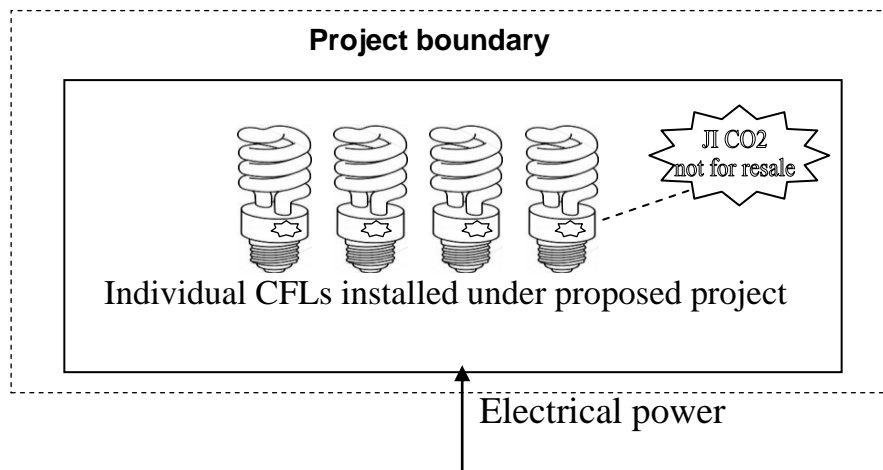 Project boundary
JI CO2
not for resale
Individual CFLs installed under proposed project
Electrical power